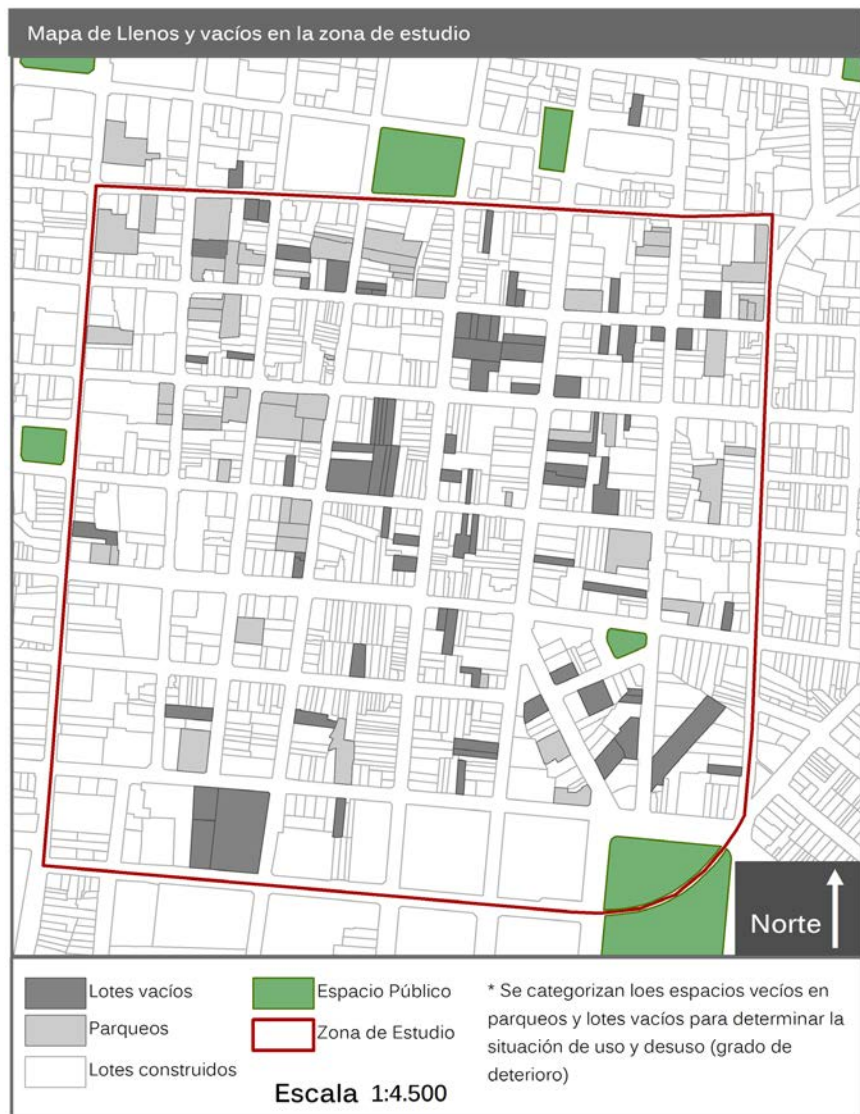 Mapa de Llenos y vacíos en la zona de estudio
Norte
Lotes vacíos
Parqueos
Lotes construidos
Espacio Público
Zona de Estudio
Escala 1:4.500
* Se categorizan loes espacios vecíos en
parqueos y lotes vacíos para determinar la
situación de uso y desuso (grado de
deterioro)